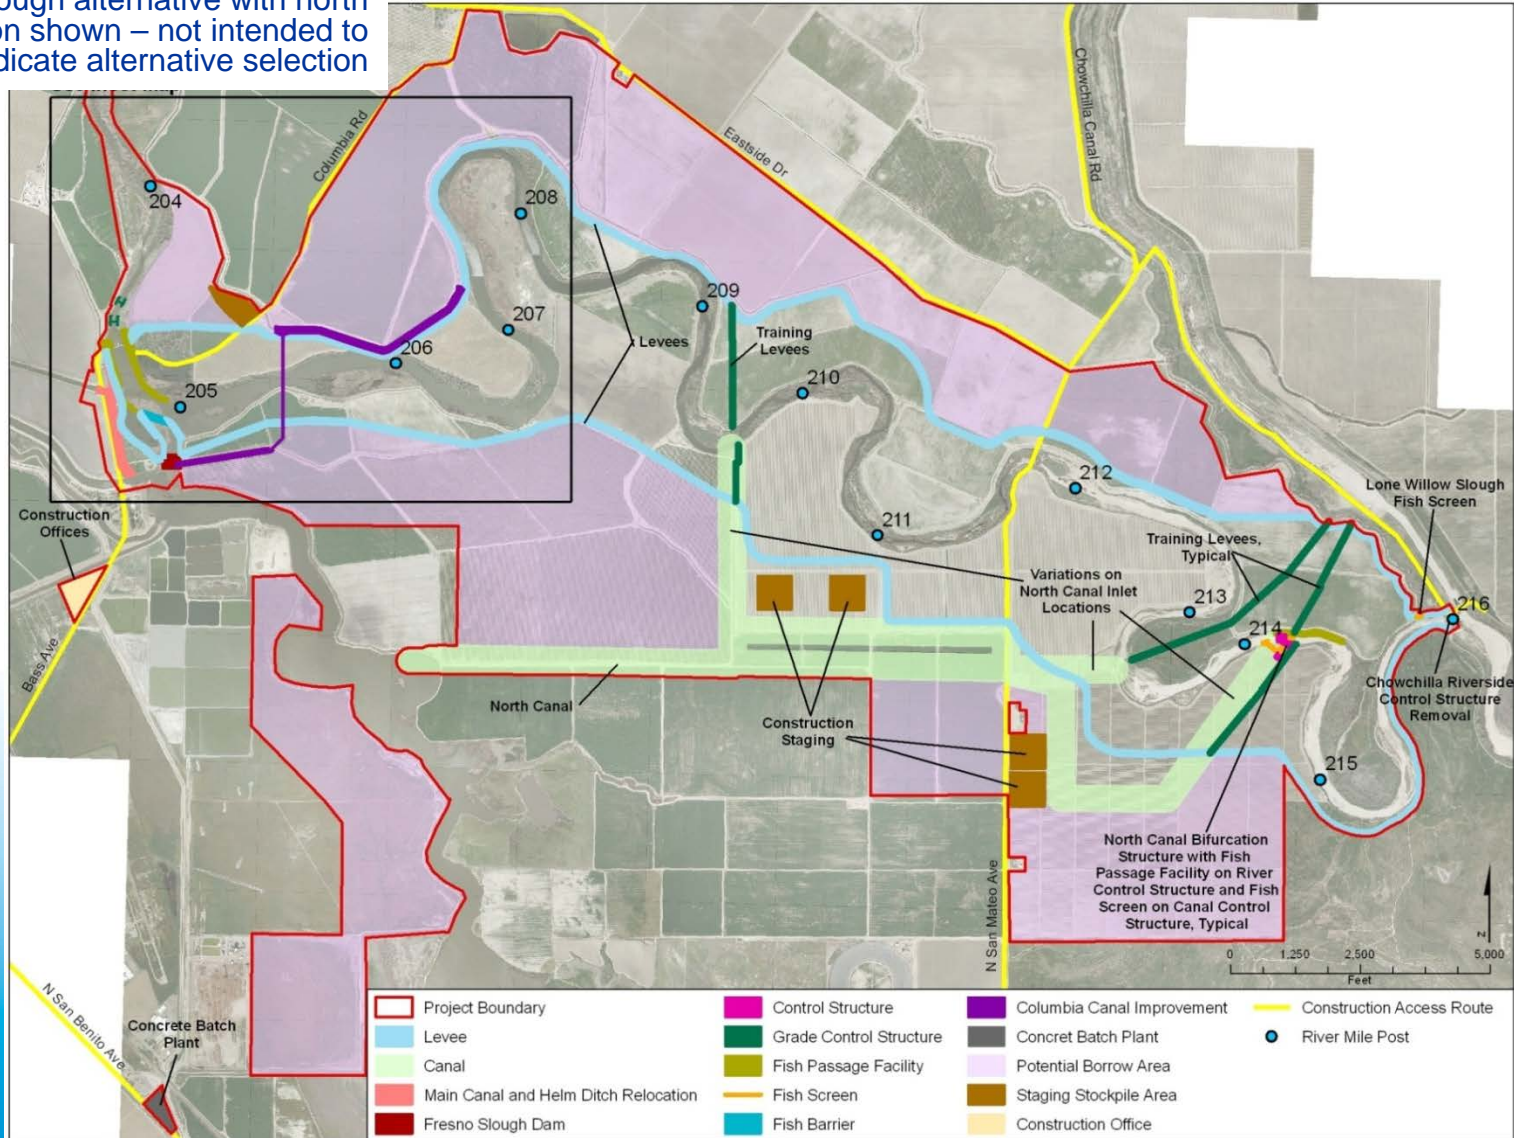 ough alternative with north
on shown – not intended to
dicate alternative selection
Columbia Rd
Eastside Dr
Chowchilla Canal Rd
204
208
209
207
206
205
Levees
Training
Levees
210
212
211
Lone Willow Slough
Fish Screen
Training Levees,
Typical
Variations on
North Canal Inlet
Locations
213
214
216
Construction
Offices
Bass Ave
North Canal
Construction
Staging
Chowchilla Riverside
Control Structure
Removal
215
North Canal Bifurcation
Structure with Fish
Passage Facility on River
Control Structure and Fish
Screen on Canal Control
Structure, Typical
N San Mateo Ave
z
0 1,250 2,500 5,000
Feet
N San Benito Ave
Concrete Batch
Plant
Project Boundary
Levee
Canal
Main Canal and Helm Ditch Relocation
Fresno Slough Dam
Control Structure
Grade Control Structure
Fish Passage Facility
Fish Screen
Fish Barrier
Columbia Canal Improvement
Concret Batch Plant
Potential Borrow Area
Staging Stockpile Area
Construction Office
Construction Access Route
River Mile Post